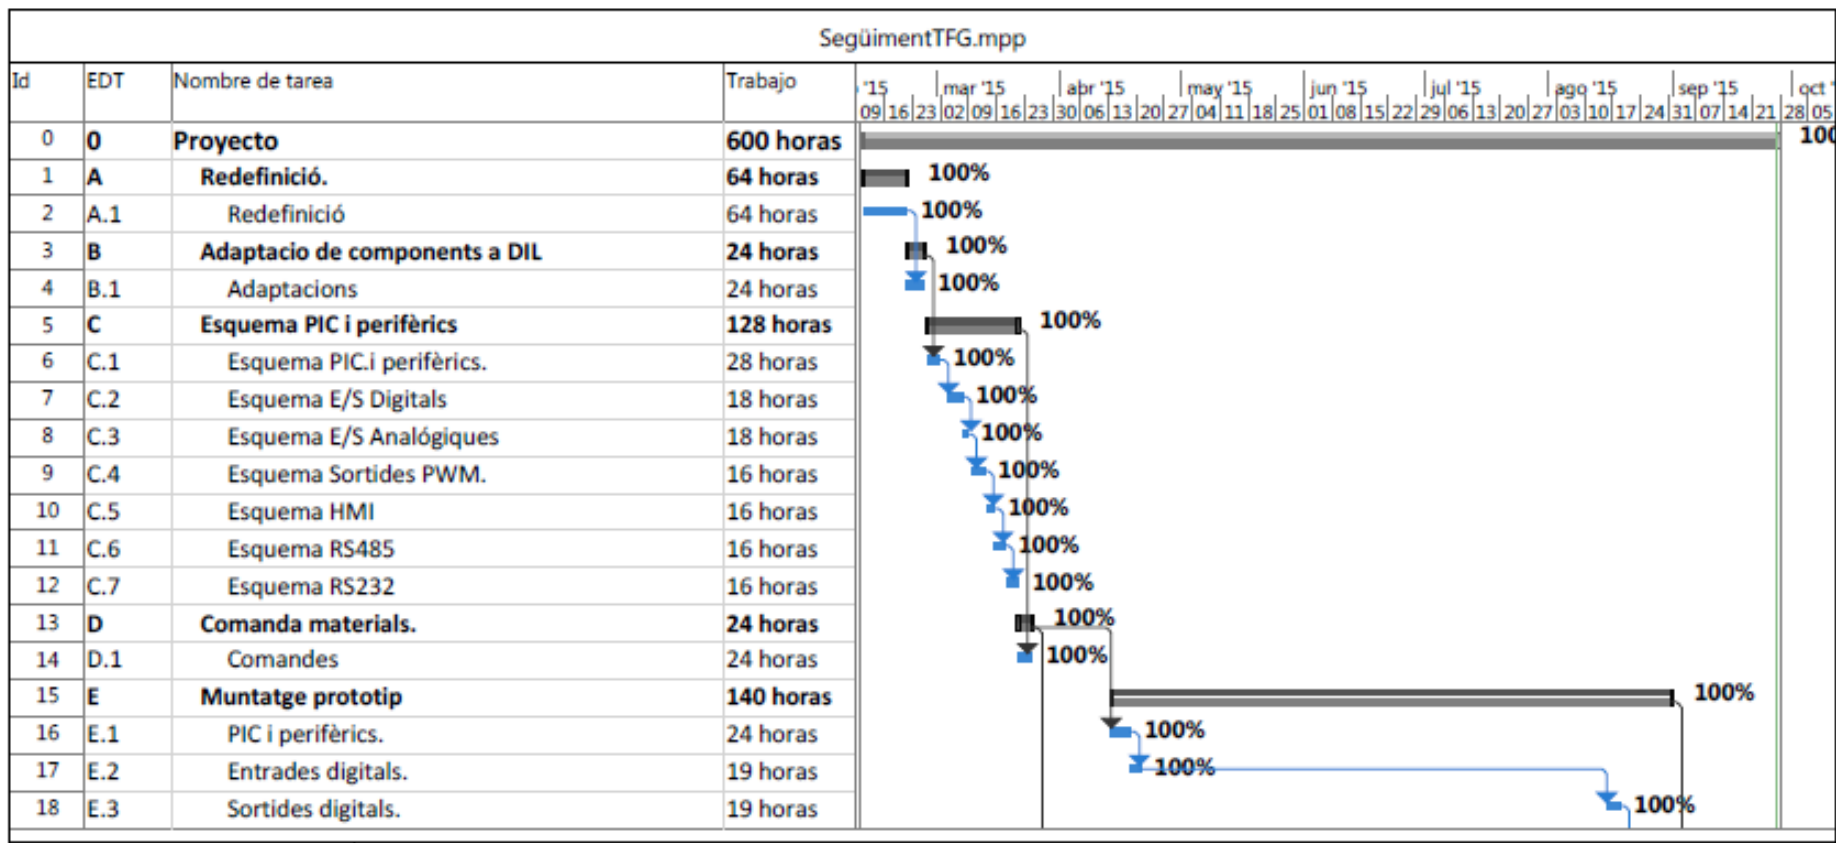 SegüimentTFG.mpp
Id EDT Nombre de tarea Trabajo '15 mar '15 abr '15 may '15 jun '15 jul '15 ago '15 sep '15 oct
09 16 23 02 09 16 23 30 06 13 20 27 04 11 18 25 01 08 15 22 29 06 13 20 27 03 10 17 24 31 07 14 21 28 05
0 0 Proyecto 600 horas 100
1 A Redefinició. 64 horas 100%
2 A.1 Redefinició 64 horas 100%
3 B Adaptacio de components a DIL 24 horas 100%
4 B.1 Adaptacions 24 horas 100%
5 C Esquema PIC i perifèrics 128 horas 100%
6 C.1 Esquema PIC.i perifèrics. 28 horas 100%
7 C.2 Esquema E/S Digitals 18 horas 100%
8 C.3 Esquema E/S Analógiques 18 horas 100%
9 C.4 Esquema Sortides PWM. 16 horas 100%
10 C.5 Esquema HMI 16 horas 100%
11 C.6 Esquema RS485 16 horas 100%
12 C.7 Esquema RS232 16 horas 100%
13 D Comanda materials. 24 horas 100%
14 D.1 Comandes 24 horas 100%
15 E Muntatge prototip 140 horas 100%
16 E.1 PIC i perifèrics. 24 horas 100%
17 E.2 Entrades digitals. 19 horas 100%
18 E.3 Sortides digitals. 19 horas 100%